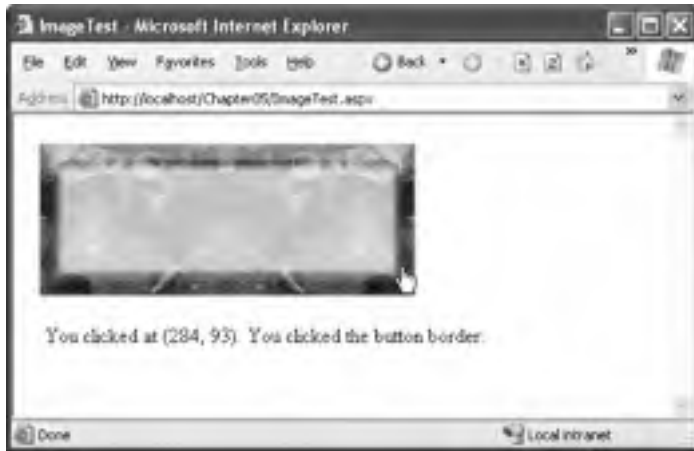 ImageTest - Microsoft Internet Explorer
File Edit View Favorites Tools Help Back »
Address http://localhost/Chapter05/ImageTest.aspx
You clicked at (284, 93). You clicked the button border.
Done Local intranet